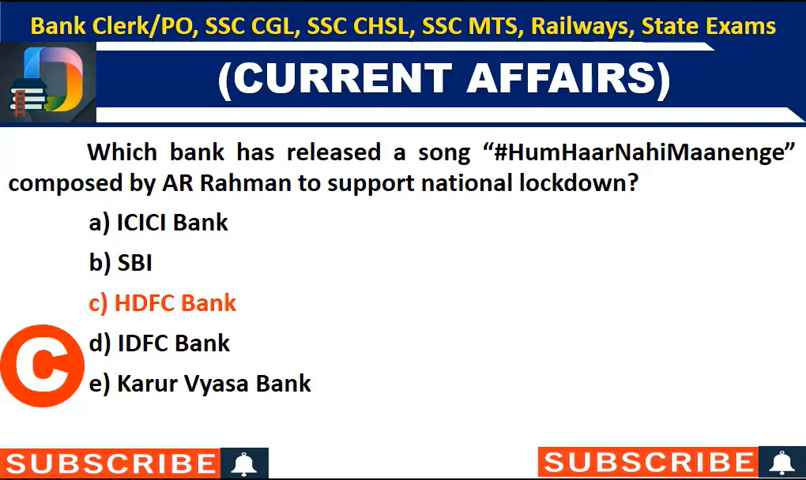 Bank Clerk/PO, SSC CGL, SSC CHSL, SSC MTS, Railways, State Exams
(CURRENT AFFAIRS)
Which bank has released a song “#HumHaarNahiMaanenge”
composed by AR Rahman to support national lockdown?
a) ICICI Bank
b) SBI
c) HDFC Bank
d) IDFC Bank
e) Karur Vyasa Bank
C
SUBSCRIBE
SUBSCRIBE